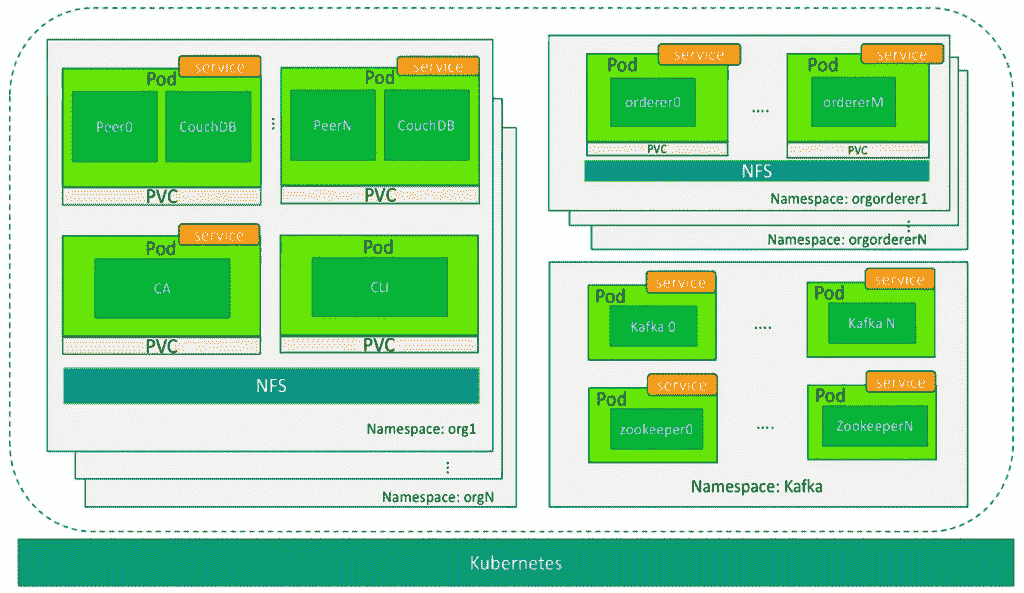 service
Pod
Peer0
CouchDB
PVC
⋮
service
Pod
PeerN
CouchDB
PVC
service
Pod
CA
PVC
Pod
CLI
PVC
NFS
Namespace: org1
⋮
Namespace: orgN
service
Pod
orderer0
PVC
....
service
Pod
ordererM
PVC
NFS
Namespace: orgorderer1
⋮
Namespace: orgordererN
service
Pod
Kafka 0
....
service
Pod
Kafka N
service
Pod
zookeeper0
....
service
Pod
ZookeeperN
Namespace: Kafka
Kubernetes